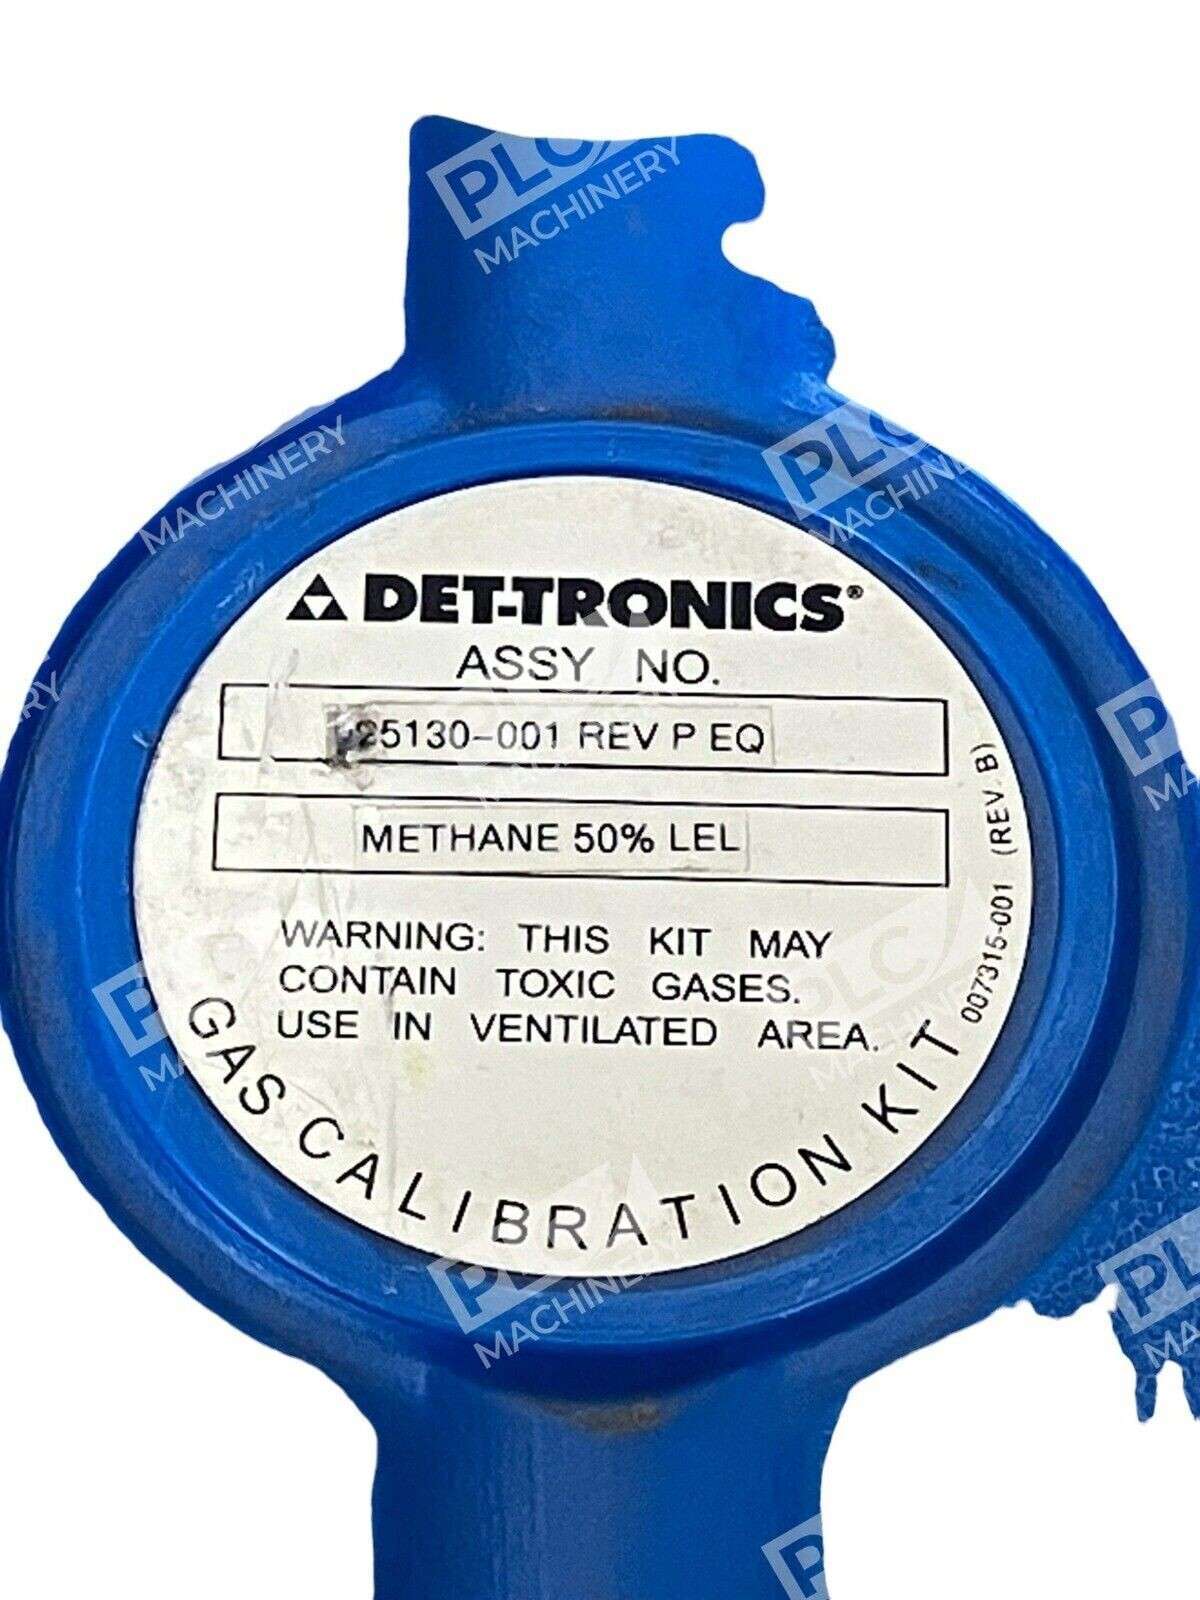 DET-TRONICS®
ASSY NO.
225130-001 REV P EQ
METHANE 50% LEL
WARNING: THIS KIT MAY
CONTAIN TOXIC GASES.
USE IN VENTILATED AREA.
GAS CALIBRATION KIT
007315-001 (REV. B)
PLC MACHINERY